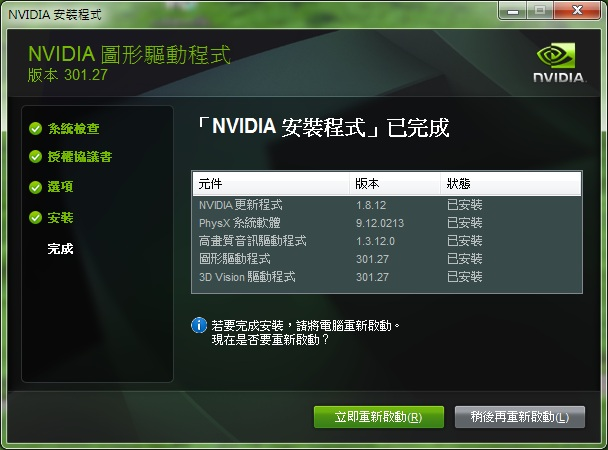 NVIDIA 安裝程式
NVIDIA 圖形驅動程式
版本 301.27
NVIDIA.
系統檢查
授權協議書
選項
安裝
完成
「NVIDIA 安裝程式」已完成
元件 版本 狀態
NVIDIA 更新程式 1.8.12 已安裝
PhysX 系統軟體 9.12.0213 已安裝
高畫質音訊驅動程式 1.3.12.0 已安裝
圖形驅動程式 301.27 已安裝
3D Vision 驅動程式 301.27 已安裝
若要完成安裝，請將電腦重新啟動。
現在是否要重新啟動？
立即重新啟動(R) 稍後再重新啟動(L)